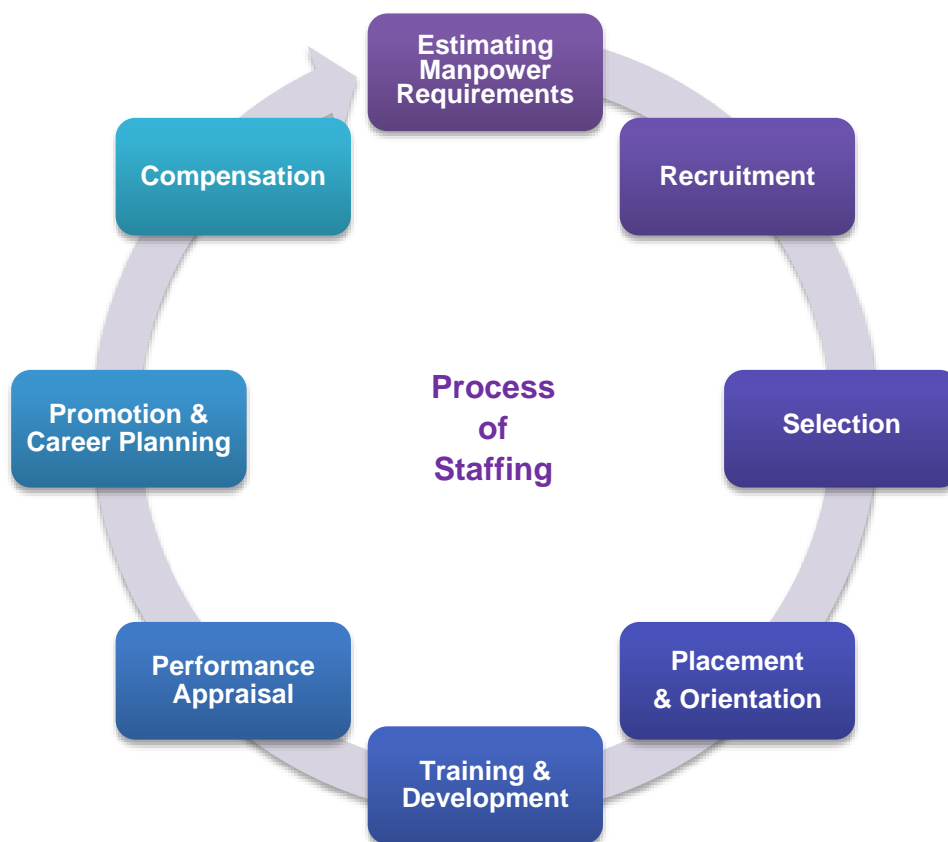 Estimating
Manpower
Requirements
Recruitment
Selection
Placement
& Orientation
Training &
Development
Performance
Appraisal
Promotion &
Career Planning
Compensation
Process
of
Staffing